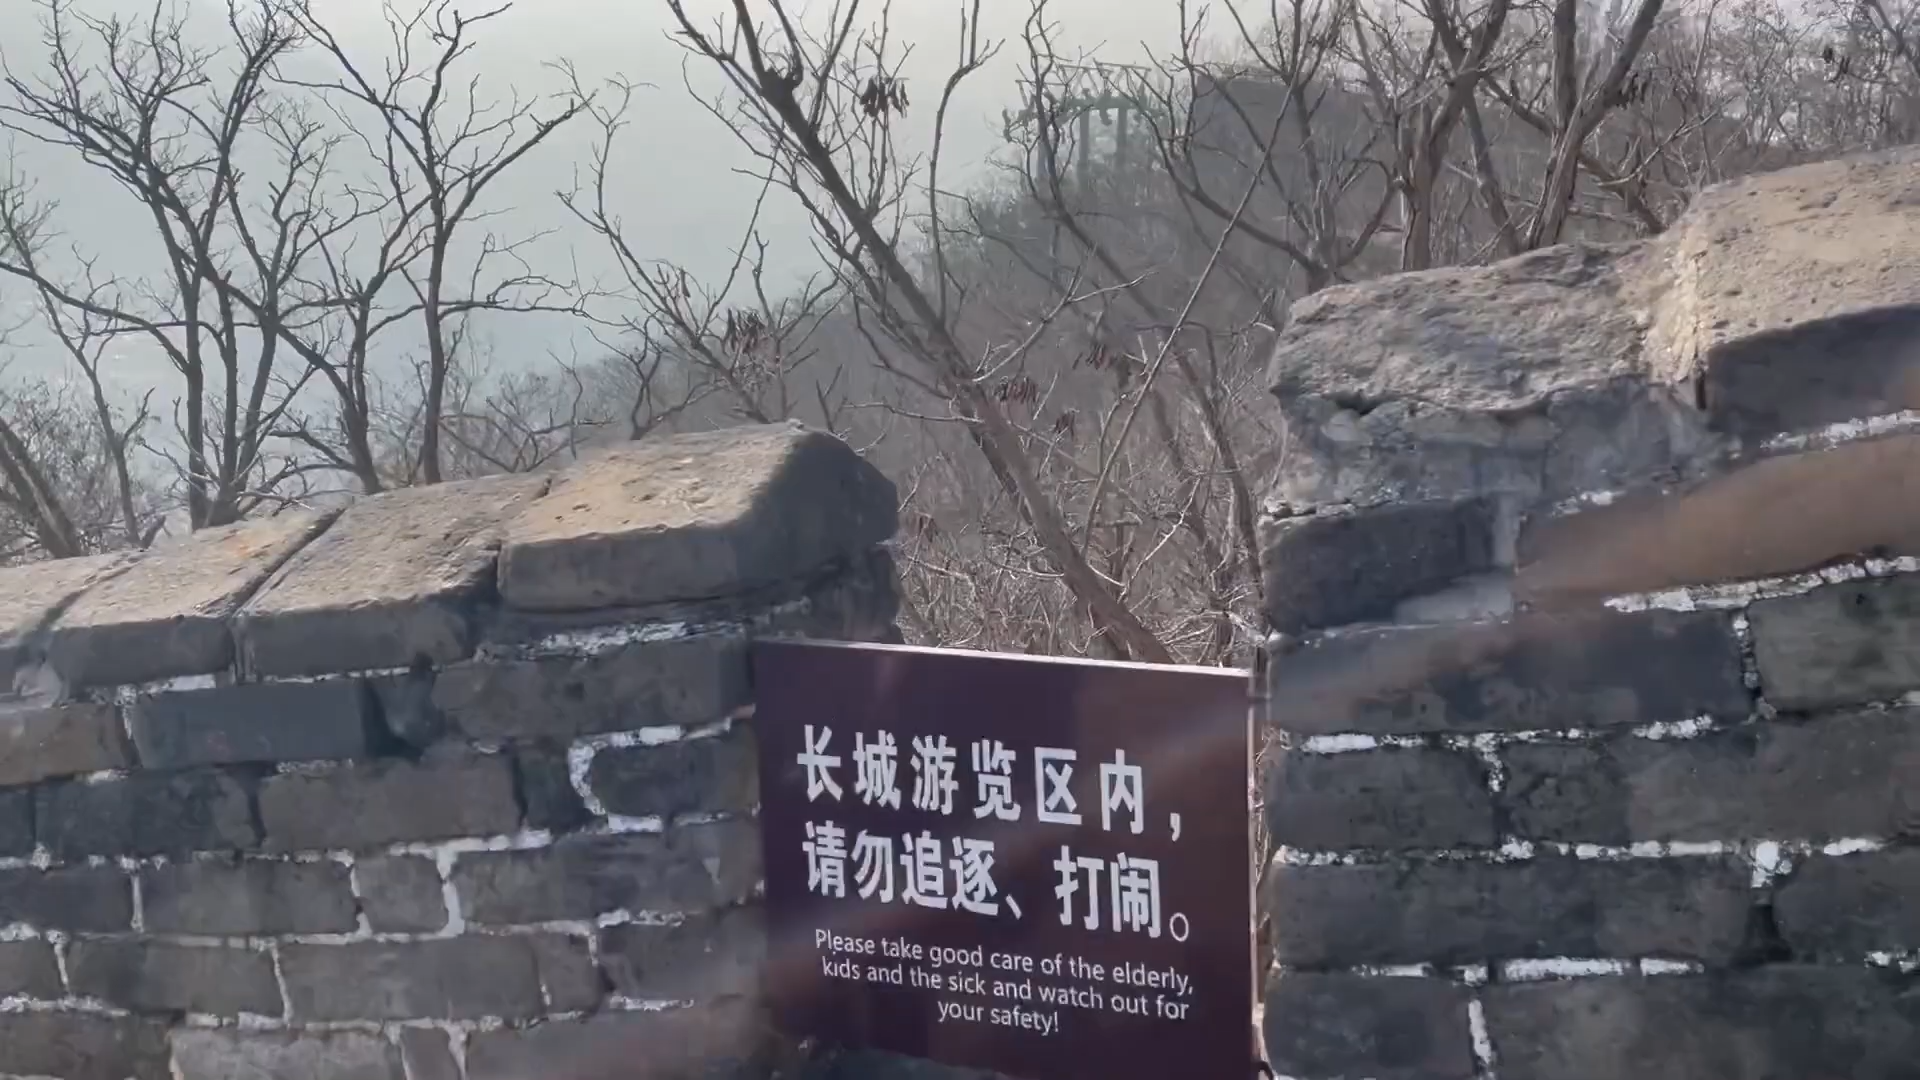 长城游览区内，
请勿追逐、打闹。
Please take good care of the elderly,
kids and the sick and watch out for
your safety!